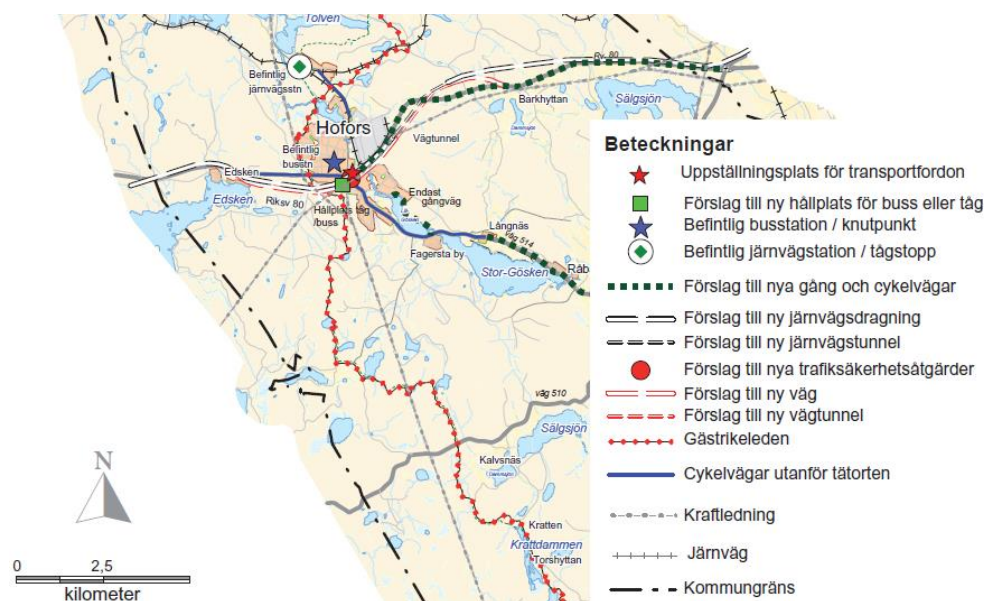 Tolven
Befintlig
järnvägsstn
Rv 80
Barkhyttan
Sälgsjön
Hofors
Vägtunnel
Befintlig
busstn
Edsken
Edsken
Riksv 80
Hållplats tåg
/buss
Endast
gångväg
Långnäs
väg 514
Fagersta by
Stor-Gösken
Råb
väg 510
Sälgsjön
Kalvsnäs
Kratten
Krattdammen
Torshyttan
N
0 2,5
kilometer
Beteckningar
Uppställningsplats för transportfordon
Förslag till ny hållplats för buss eller tåg
Befintlig busstation / knutpunkt
Befintlig järnvägstation / tågstopp
Förslag till nya gång och cykelvägar
Förslag till ny järnvägsdragning
Förslag till ny järnvägstunnel
Förslag till nya trafiksäkerhetsåtgärder
Förslag till ny väg
Förslag till ny vägtunnel
Gästrikeleden
Cykelvägar utanför tätorten
Kraftledning
Järnväg
Kommungräns